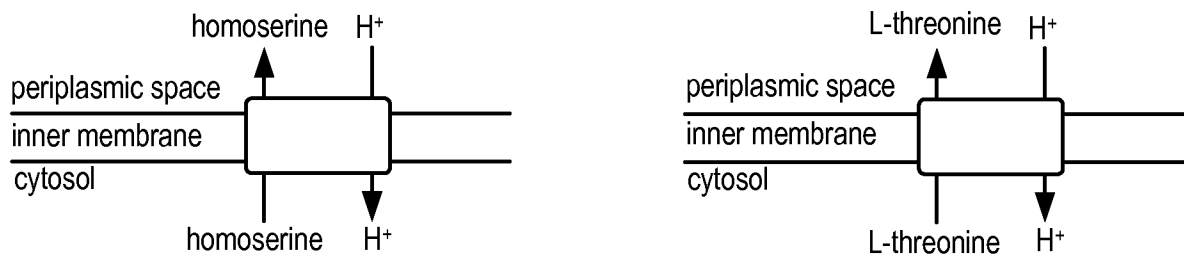 homoserine H⁺
periplasmic space
inner membrane
cytosol
homoserine H⁺
L-threonine H⁺
periplasmic space
inner membrane
cytosol
L-threonine H⁺